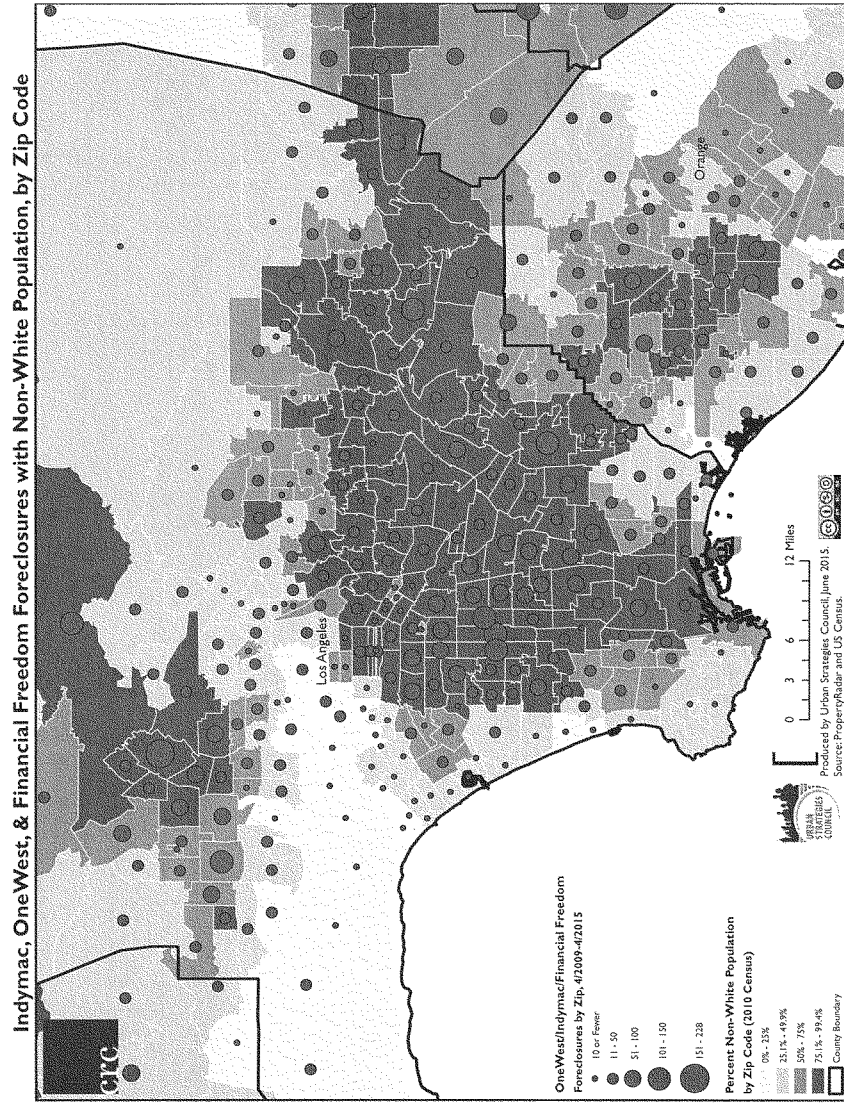 Indymac, OneWest, & Financial Freedom Foreclosures with Non-White Population, by Zip Code
crc
Los Angeles
Orange
OneWest/Indymac/Financial Freedom
Foreclosures by Zip, 4/2009-4/2015
10 or Fewer
11 - 50
51 - 100
101 - 150
151 - 228
Percent Non-White Population
by Zip Code (2010 Census)
0% - 25%
25.1% - 49.9%
50% - 75%
75.1% - 99.4%
County Boundary
URBAN
STRATEGIES
COUNCIL
0 3 6 12 Miles
Produced by Urban Strategies Council, June 2015.
Source: PropertyRadar and US Census.